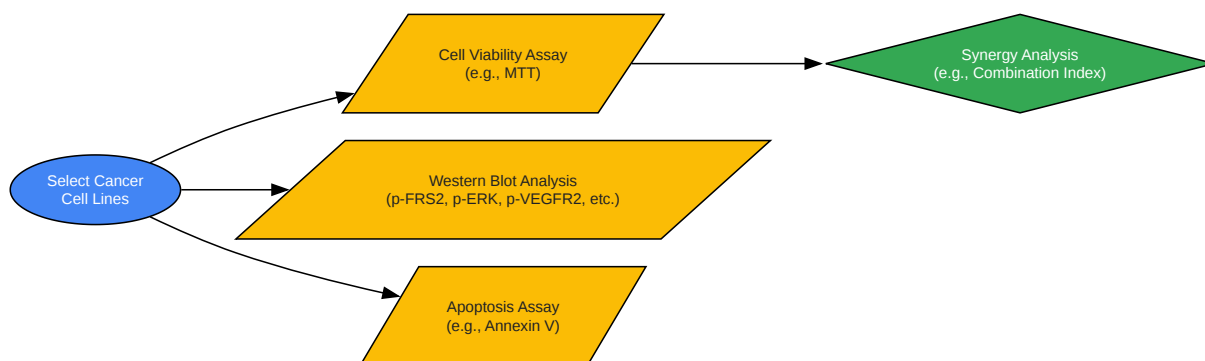 Cell Viability Assay
(e.g., MTT)
Synergy Analysis
(e.g., Combination Index)
Select Cancer
Cell Lines
Western Blot Analysis
(p-FRS2, p-ERK, p-VEGFR2, etc.)
Apoptosis Assay
(e.g., Annexin V)